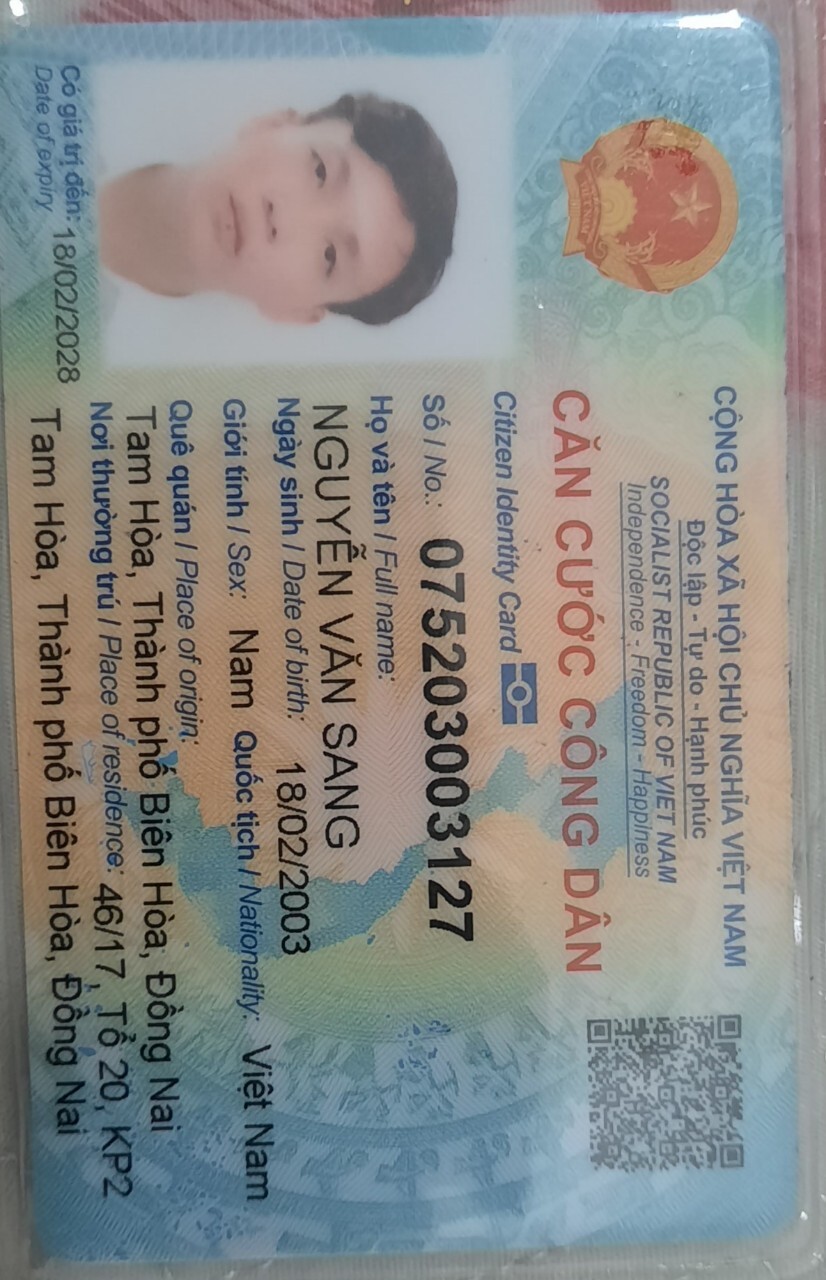 CỘNG HÒA XÃ HỘI CHỦ NGHĨA VIỆT NAM
Độc lập - Tự do - Hạnh phúc
SOCIALIST REPUBLIC OF VIET NAM
Independence - Freedom - Happiness
CĂN CƯỚC CÔNG DÂN
Citizen Identity Card
Số / No.: 075203003127
Họ và tên / Full name:
NGUYỄN VĂN SANG
Ngày sinh / Date of birth: 18/02/2003
Giới tính / Sex: Nam Quốc tịch / Nationality: Việt Nam
Quê quán / Place of origin:
Tam Hòa, Thành phố Biên Hòa, Đồng Nai
Nơi thường trú / Place of residence: 46/17, Tổ 20, KP2
Tam Hòa, Thành phố Biên Hòa, Đồng Nai
Có giá trị đến: 18/02/2028
Date of expiry
VIỆT NAM